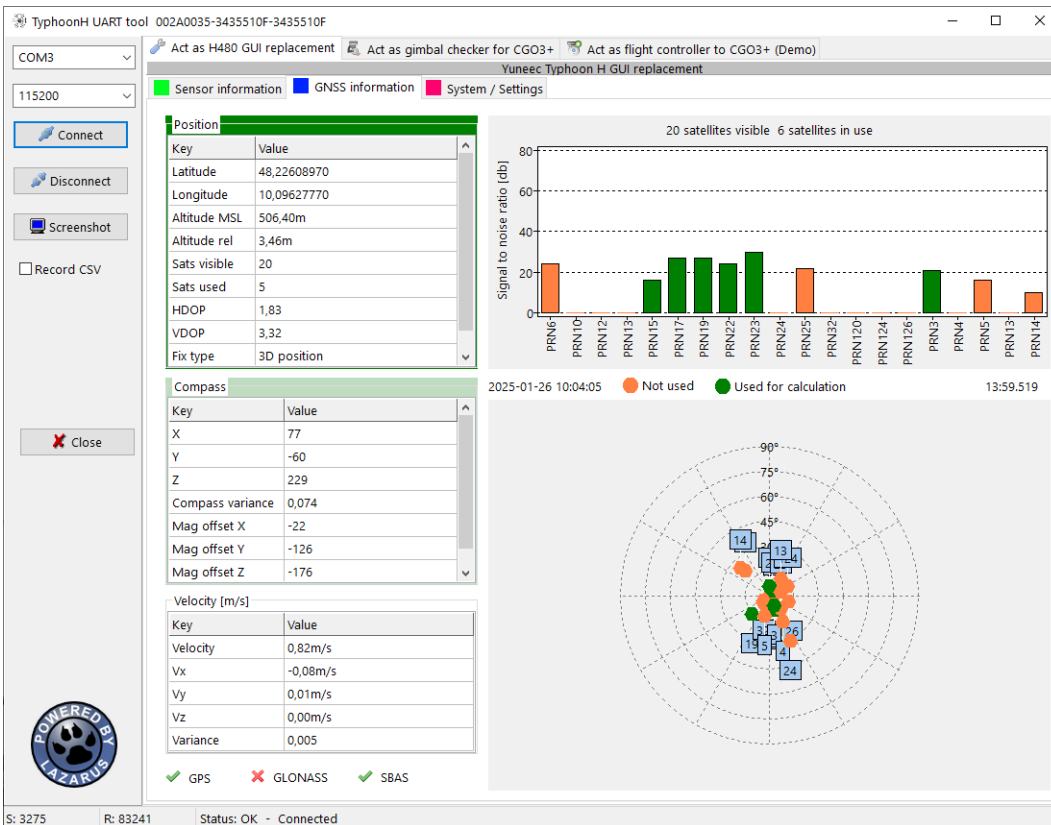 TyphoonH UART tool 002A0035-3435510F-3435510F
COM3
115200
Connect
Disconnect
Screenshot
Record CSV
Close
POWERED BY LAZARUS
Act as H480 GUI replacement
Act as gimbal checker for CGO3+
Act as flight controller to CGO3+ (Demo)
Yuneec Typhoon H GUI replacement
Sensor information
GNSS information
System / Settings
Position
Key Value
Latitude 48,22608970
Longitude 10,09627770
Altitude MSL 506,40m
Altitude rel 3,46m
Sats visible 20
Sats used 5
HDOP 1,83
VDOP 3,32
Fix type 3D position
Compass
Key Value
X 77
Y -60
Z 229
Compass variance 0,074
Mag offset X -22
Mag offset Y -126
Mag offset Z -176
Velocity [m/s]
Key Value
Velocity 0,82m/s
Vx -0,08m/s
Vy 0,01m/s
Vz 0,00m/s
Variance 0,005
GPS
GLONASS
SBAS
20 satellites visible 6 satellites in use
Signal to noise ratio [db]
80
60
40
20
0
PRN6
PRN10
PRN12
PRN13
PRN15
PRN17
PRN19
PRN22
PRN23
PRN24
PRN25
PRN32
PRN120
PRN124
PRN126
PRN3
PRN4
PRN5
PRN13
PRN14
2025-01-26 10:04:05 Not used Used for calculation 13:59.519
90°
75°
60°
45°
14
13
19
5
4
24
S: 3275 R: 83241 Status: OK - Connected